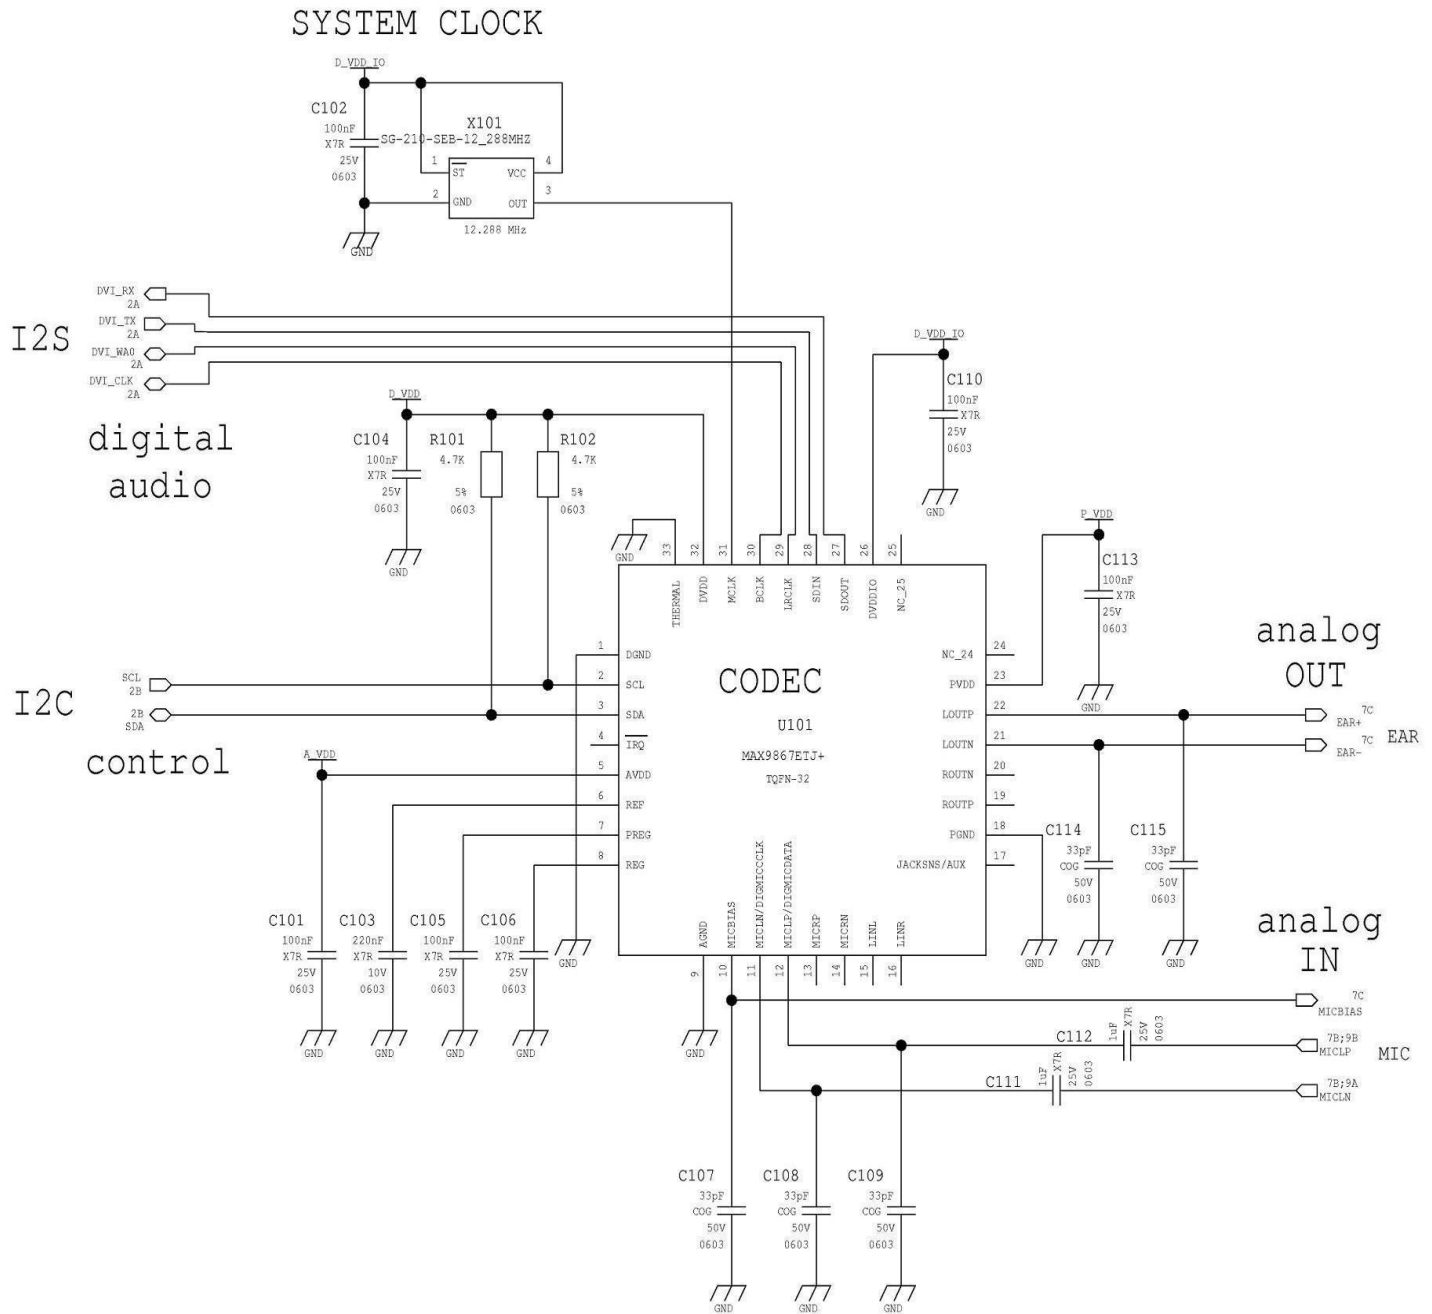 SYSTEM CLOCK
D_VDD_IO
C102
100nF
X7R
25V
0603
X101
SG-210-SEB-12_288MHZ
1
ST
VCC
4
2
GND
OUT
3
12.288 MHz
GND
I2S
DVI_RX
2A
DVI_TX
2A
DVI_WA0
2A
DVI_CLK
2A
digital
audio
D_VDD
C104
100nF
X7R
25V
0603
GND
R101
4.7K
5%
0603
R102
4.7K
5%
0603
D_VDD_IO
C110
100nF
X7R
25V
0603
GND
P_VDD
C113
100nF
X7R
25V
0603
GND
GND
33
32
31
30
29
28
27
26
25
THERMAL
DVDD
MCLK
BCLK
LRCLK
SDIN
SDOUT
DVDDIO
NC_25
1
DGND
2
SCL
3
SDA
4
IRQ
5
AVDD
6
REF
7
PREG
8
REG
CODEC
U101
MAX9867ETJ+
TQFN-32
NC_24
24
PVDD
23
LOUTP
22
LOUTN
21
ROUTN
20
ROUTP
19
PGND
18
JACKSNS/AUX
17
AGND
MICBIAS
MICLN/DIGMICCCLK
MICLP/DIGMICDATA
MICRP
MICRN
LINL
LINR
9
10
11
12
13
14
15
16
I2C
SCL
2B
2B
SDA
control
A_VDD
C101
100nF
X7R
25V
0603
GND
C103
220nF
X7R
10V
0603
GND
C105
100nF
X7R
25V
0603
GND
C106
100nF
X7R
25V
0603
GND
GND
GND
GND
analog
OUT
7C
EAR+
7C
EAR-
EAR
C114
33pF
COG
50V
0603
GND
C115
33pF
COG
50V
0603
GND
analog
IN
7C
MICBIAS
C112
1uF
X7R
25V
0603
7B;9B
MICLP
MIC
C111
1uF
X7R
25V
0603
7B;9A
MICLN
C107
33pF
COG
50V
0603
GND
C108
33pF
COG
50V
0603
GND
C109
33pF
COG
50V
0603
GND